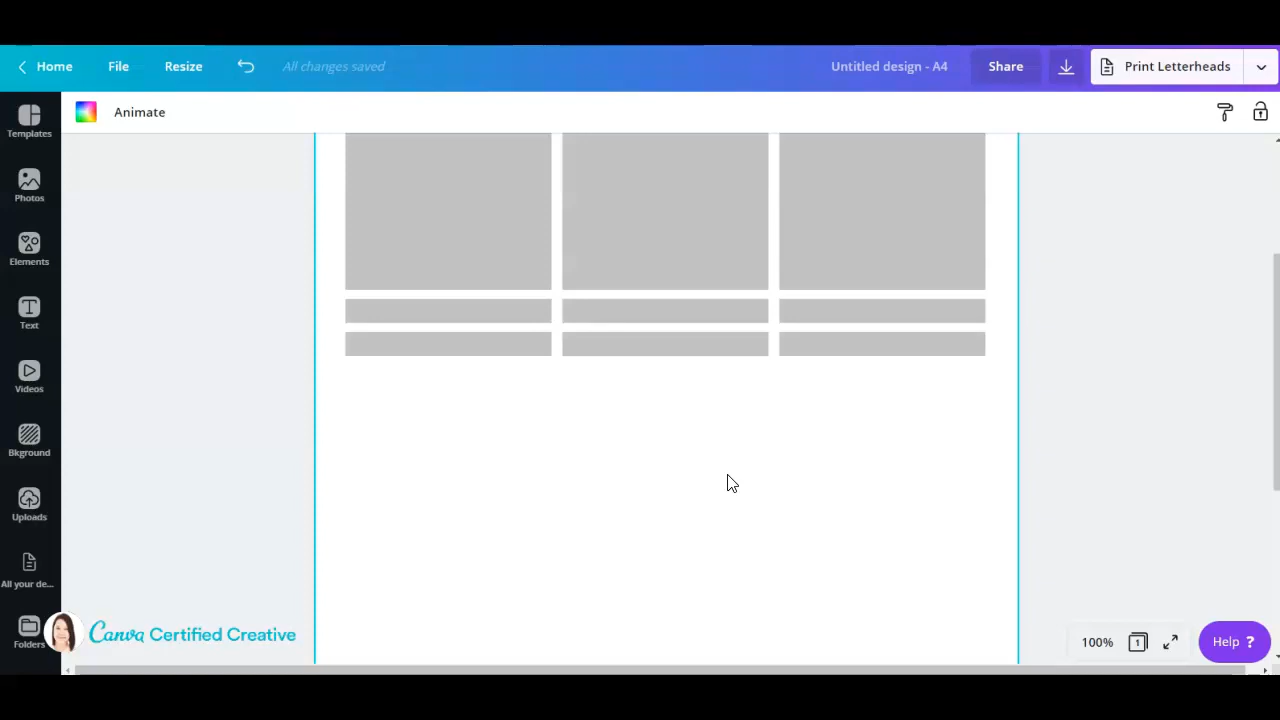 Home File Resize All changes saved Untitled design - A4 Share Print Letterheads
Animate
Templates
Photos
Elements
Text
Videos
Bkground
Uploads
All your de...
Folders
Canva Certified Creative
100% 1 Help ?